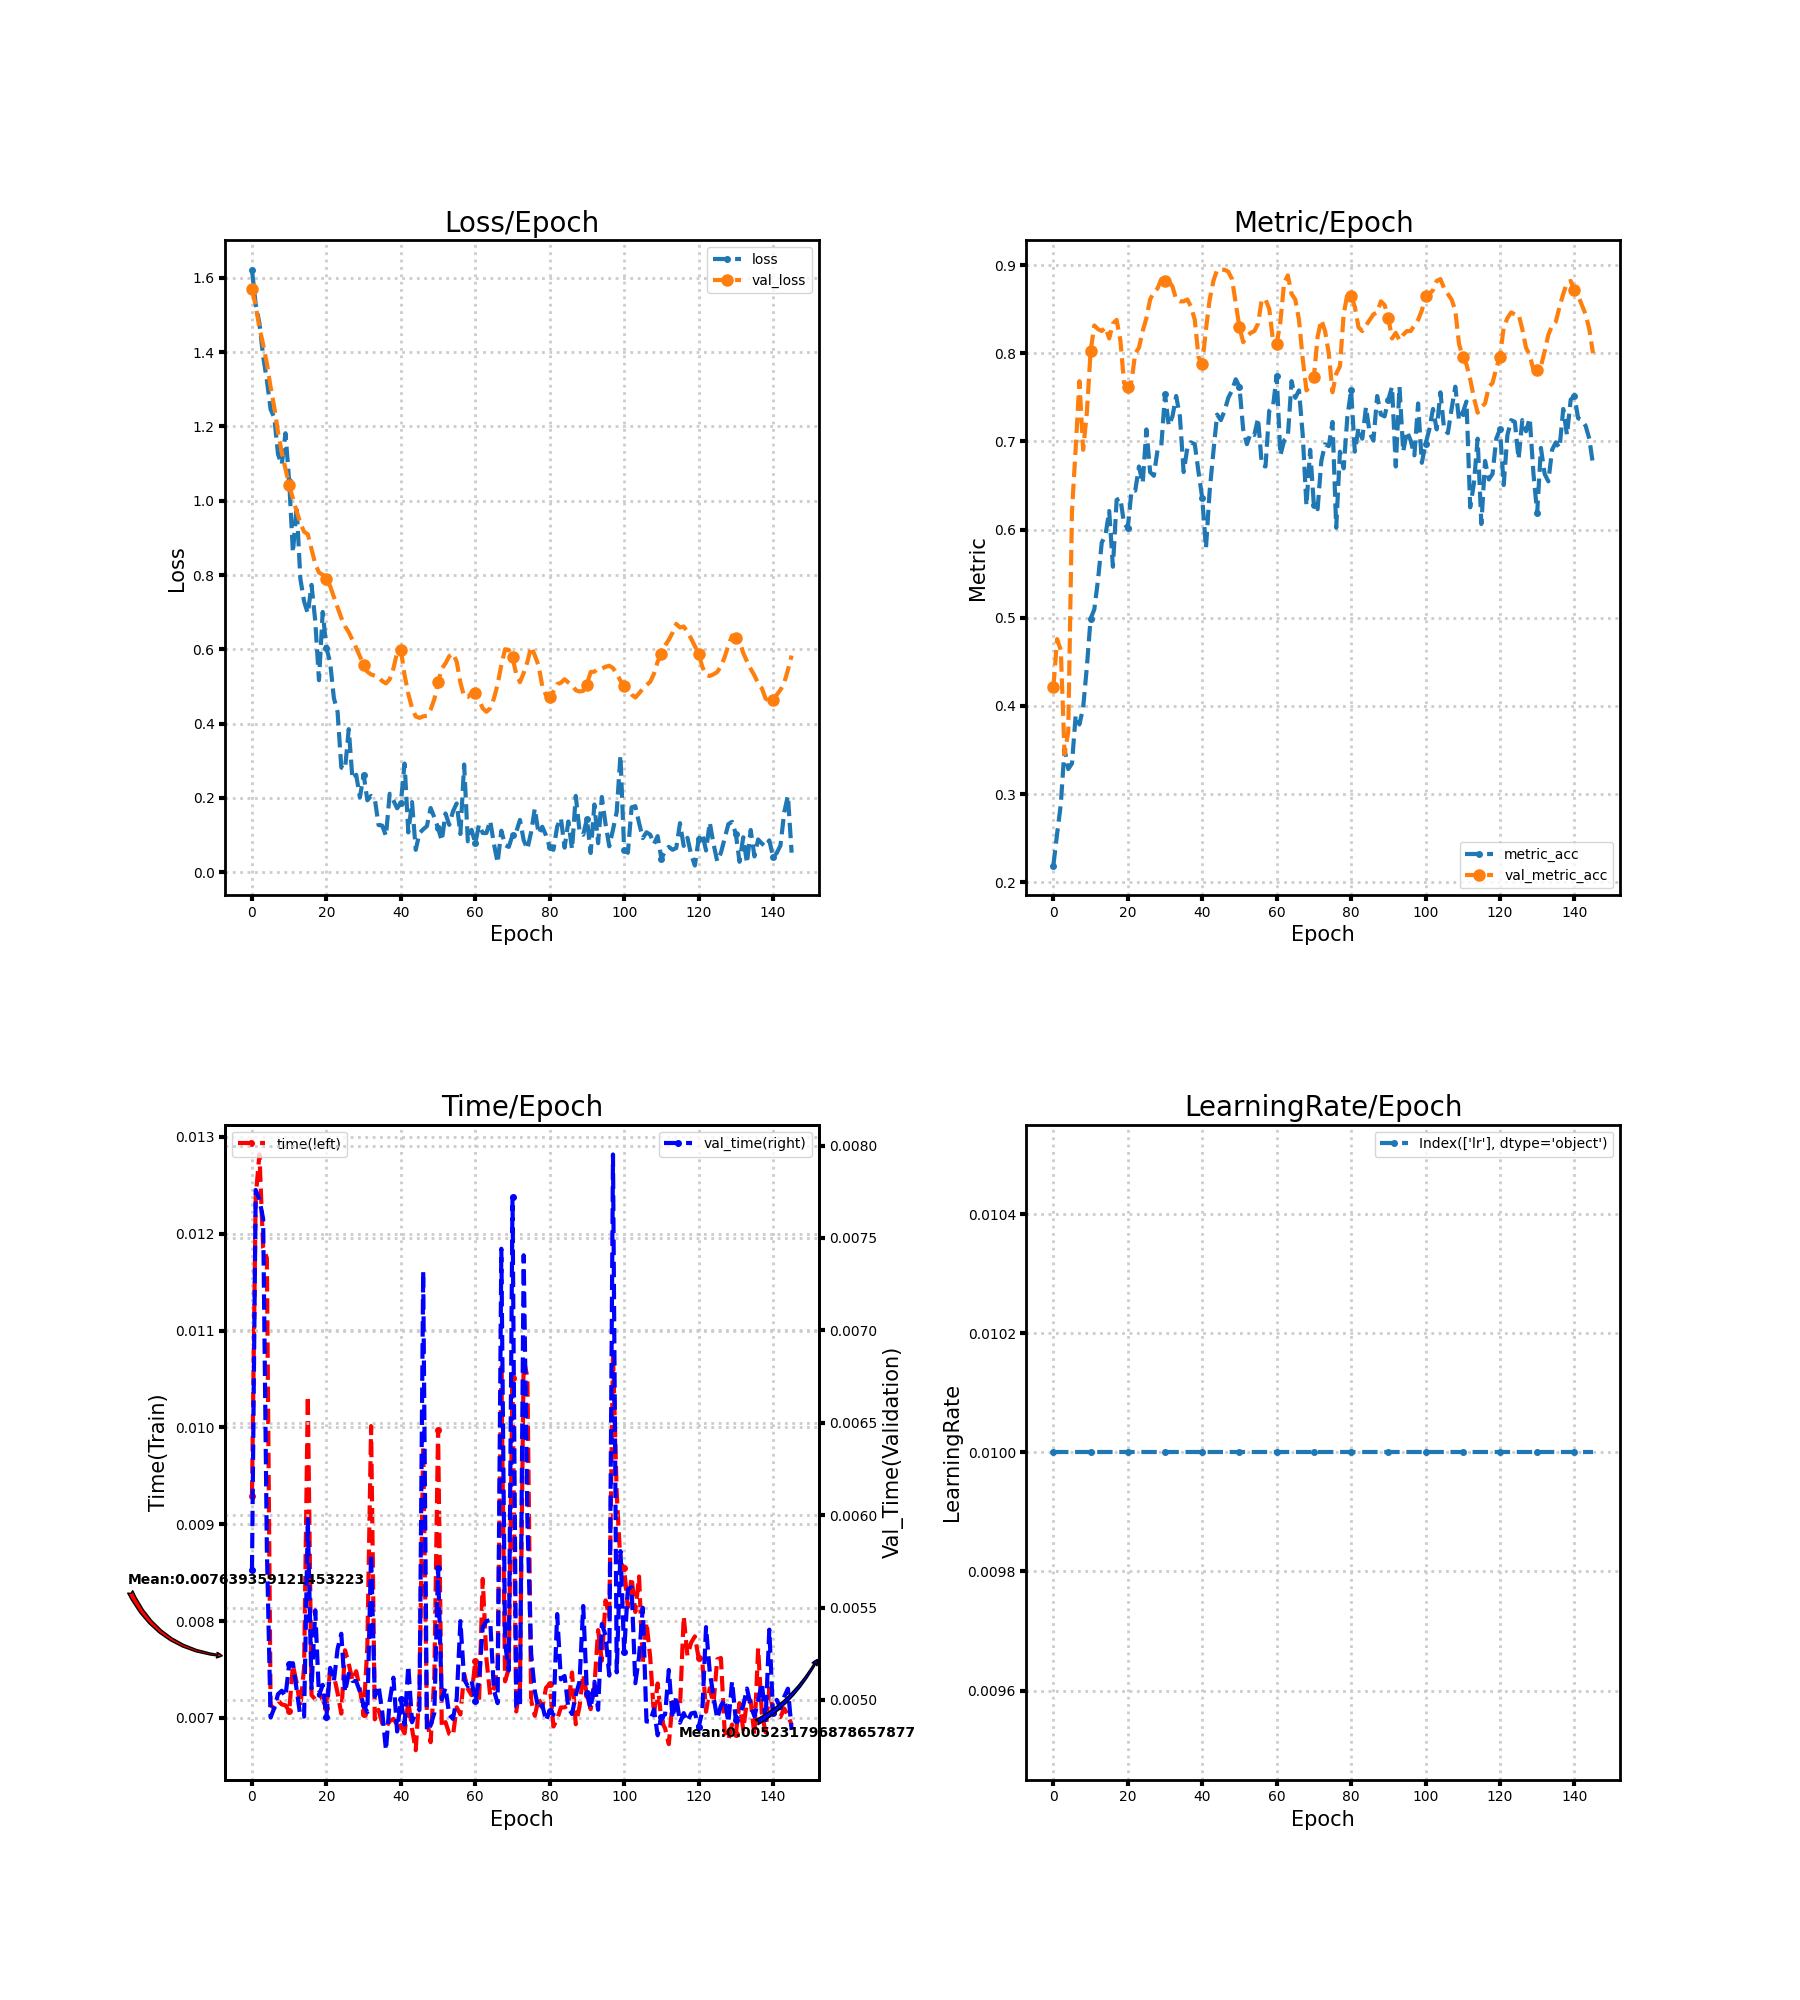 Loss/Epoch
Loss
1.6
1.4
1.2
1.0
0.8
0.6
0.4
0.2
0.0
loss
val_loss
0 20 40 60 80 100 120 140
Epoch
Metric/Epoch
Metric
0.9
0.8
0.7
0.6
0.5
0.4
0.3
0.2
metric_acc
val_metric_acc
0 20 40 60 80 100 120 140
Epoch
Time/Epoch
Time(Train)
0.013
0.012
0.011
0.010
0.009
0.008
0.007
time(left)
val_time(right)
0.0080
0.0075
0.0070
0.0065
0.0060
0.0055
0.0050
Val_Time(Validation)
Mean:0.007639359121453223
Mean:0.005231796878657877
0 20 40 60 80 100 120 140
Epoch
LearningRate/Epoch
LearningRate
0.0104
0.0102
0.0100
0.0098
0.0096
Index(['lr'], dtype='object')
0 20 40 60 80 100 120 140
Epoch